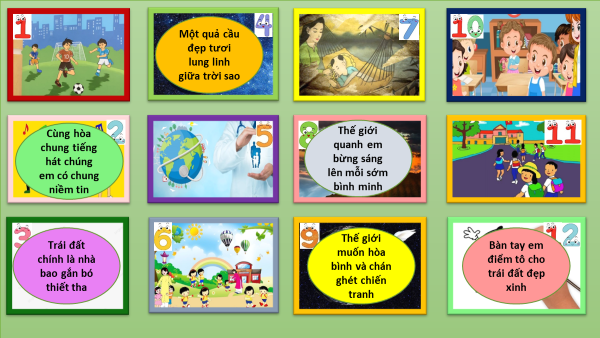 1
4
Một quả cầu
đẹp tươi
lung linh
giữa trời sao
7
10
2
Cùng hòa
chung tiếng
hát chúng
em có chung
niềm tin
5
8
Thế giới
quanh em
bừng sáng
lên mỗi sớm
bình minh
11
3
Trái đất
chính là nhà
bao gắn bó
thiết tha
6
9
Thế giới
muốn hòa
bình và chán
ghét chiến
tranh
12
Bàn tay em
điểm tô cho
trái đất đẹp
xinh